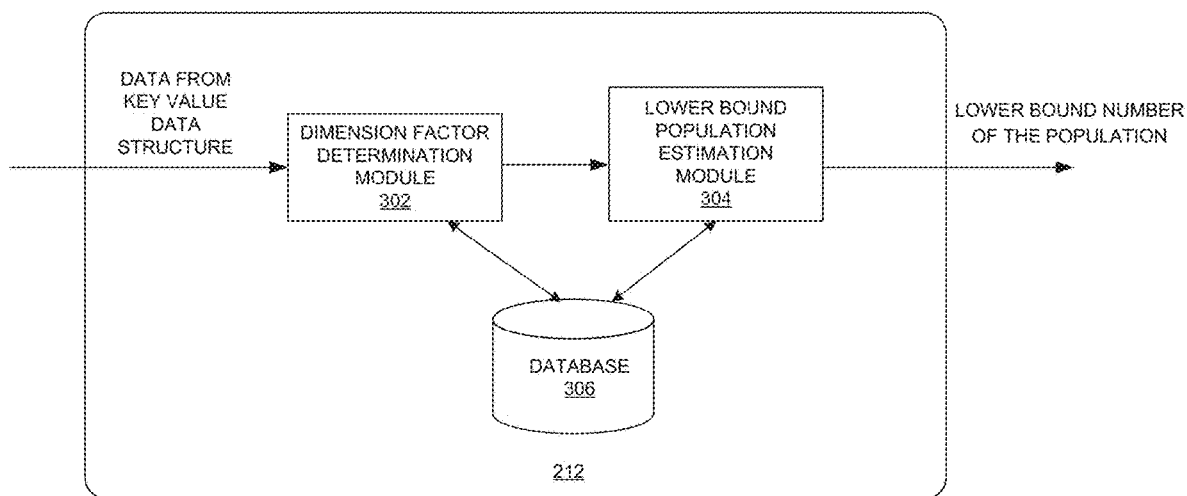 DATA FROM
KEY VALUE
DATA
STRUCTURE
DIMENSION FACTOR
DETERMINATION
MODULE
302
LOWER BOUND
POPULATION
ESTIMATION
MODULE
304
LOWER BOUND NUMBER
OF THE POPULATION
DATABASE
306
212